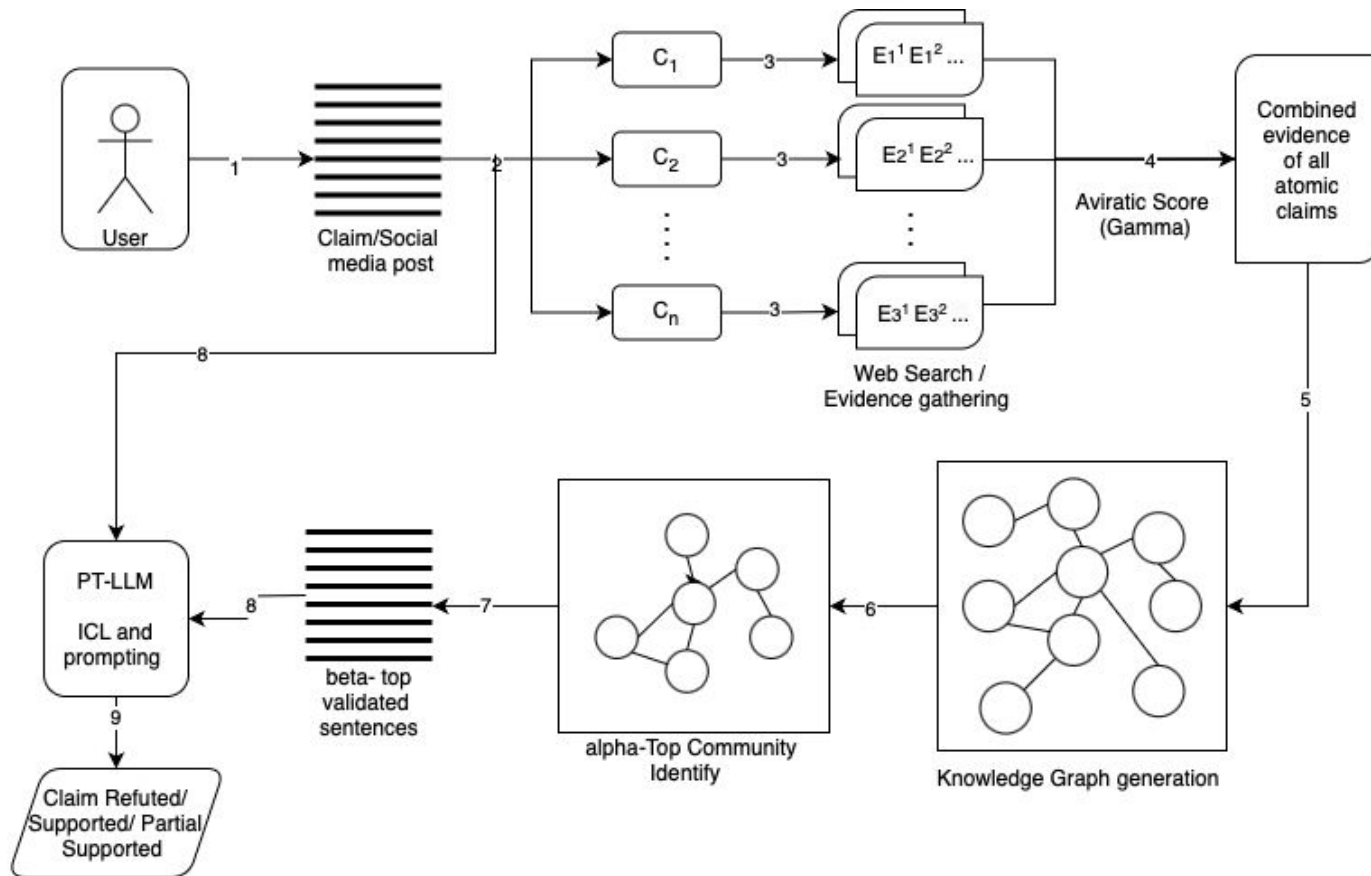 User
1
Claim/Social
media post
2
C1
C2
Cn
3
3
3
E1¹ E1² ...
E2¹ E2² ...
E3¹ E3² ...
Web Search /
Evidence gathering
4
Aviratic Score
(Gamma)
Combined
evidence
of all
atomic
claims
5
Knowledge Graph generation
6
alpha-Top Community
Identify
7
beta- top
validated
sentences
8
8
PT-LLM
ICL and
prompting
9
Claim Refuted/
Supported/ Partial
Supported